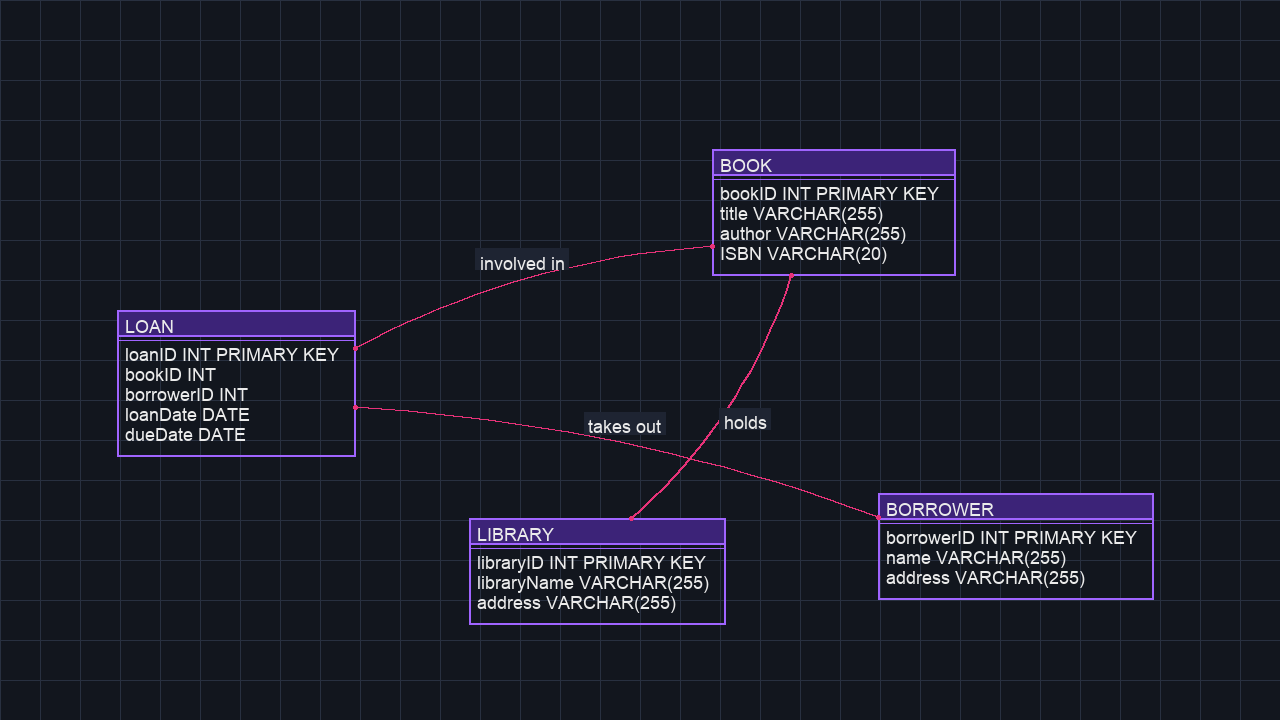 BOOK
bookID INT PRIMARY KEY
title VARCHAR(255)
author VARCHAR(255)
ISBN VARCHAR(20)
involved in
LOAN
loanID INT PRIMARY KEY
bookID INT
borrowerID INT
loanDate DATE
dueDate DATE
takes out
holds
LIBRARY
libraryID INT PRIMARY KEY
libraryName VARCHAR(255)
address VARCHAR(255)
BORROWER
borrowerID INT PRIMARY KEY
name VARCHAR(255)
address VARCHAR(255)